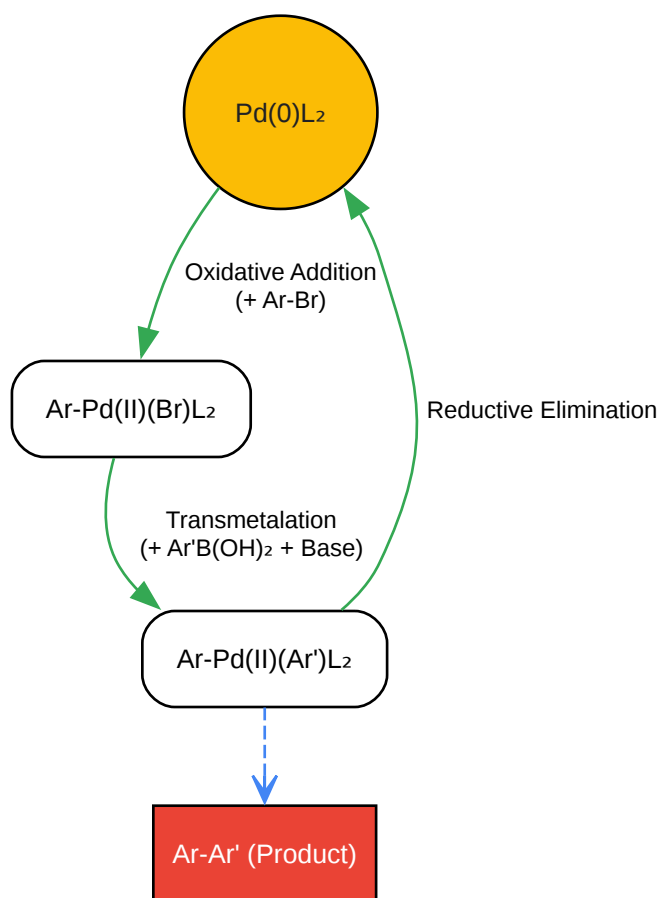 Pd(0)L₂
Oxidative Addition
(+ Ar-Br)
Ar-Pd(II)(Br)L₂
Reductive Elimination
Transmetalation
(+ Ar'B(OH)₂ + Base)
Ar-Pd(II)(Ar')L₂
Ar-Ar' (Product)